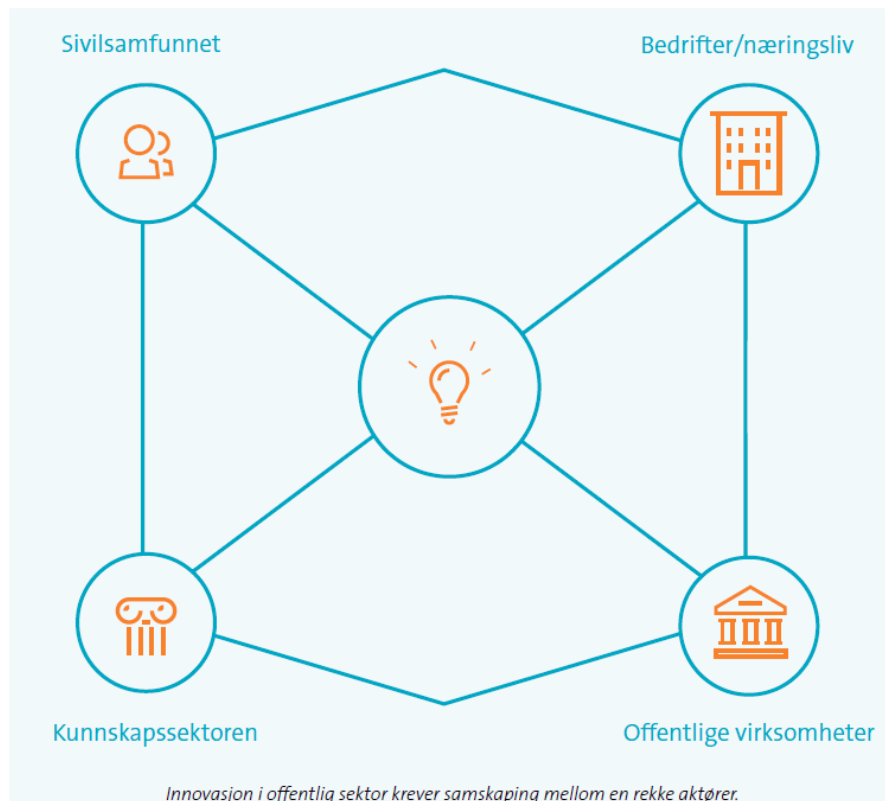 Sivilsamfunnet
Bedrifter/næringsliv
Kunnskapssektoren
Offentlige virksomheter
Innovasjon i offentlig sektor krever samskaping mellom en rekke aktører.